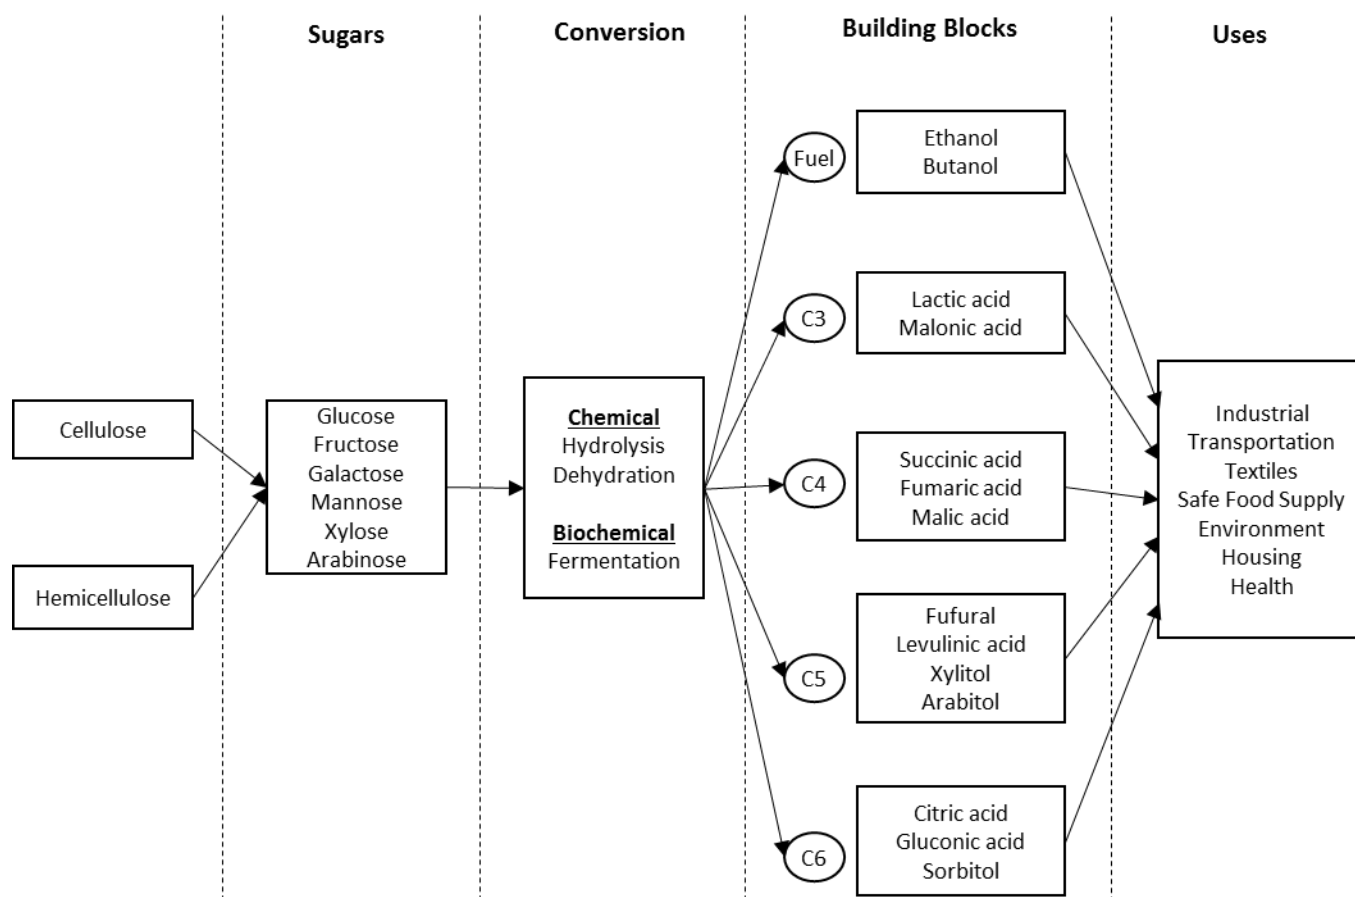 Sugars
Conversion
Building Blocks
Uses
Cellulose
Hemicellulose
Glucose
Fructose
Galactose
Mannose
Xylose
Arabinose
Chemical
Hydrolysis
Dehydration
Biochemical
Fermentation
Fuel
Ethanol
Butanol
C3
Lactic acid
Malonic acid
C4
Succinic acid
Fumaric acid
Malic acid
C5
Fufural
Levulinic acid
Xylitol
Arabitol
C6
Citric acid
Gluconic acid
Sorbitol
Industrial
Transportation
Textiles
Safe Food Supply
Environment
Housing
Health